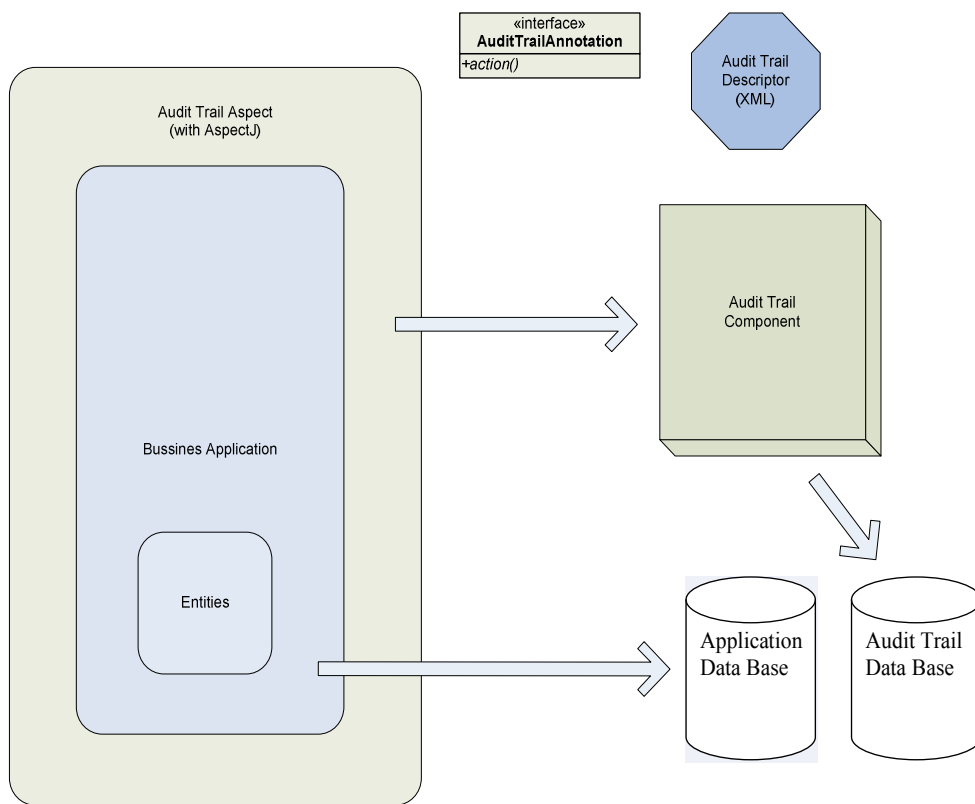 «interface»
AuditTrailAnnotation
+action()
Audit Trail
Descriptor
(XML)
Audit Trail Aspect
(with AspectJ)
Audit Trail
Component
Bussines Application
Entities
Application
Data Base
Audit Trail
Data Base